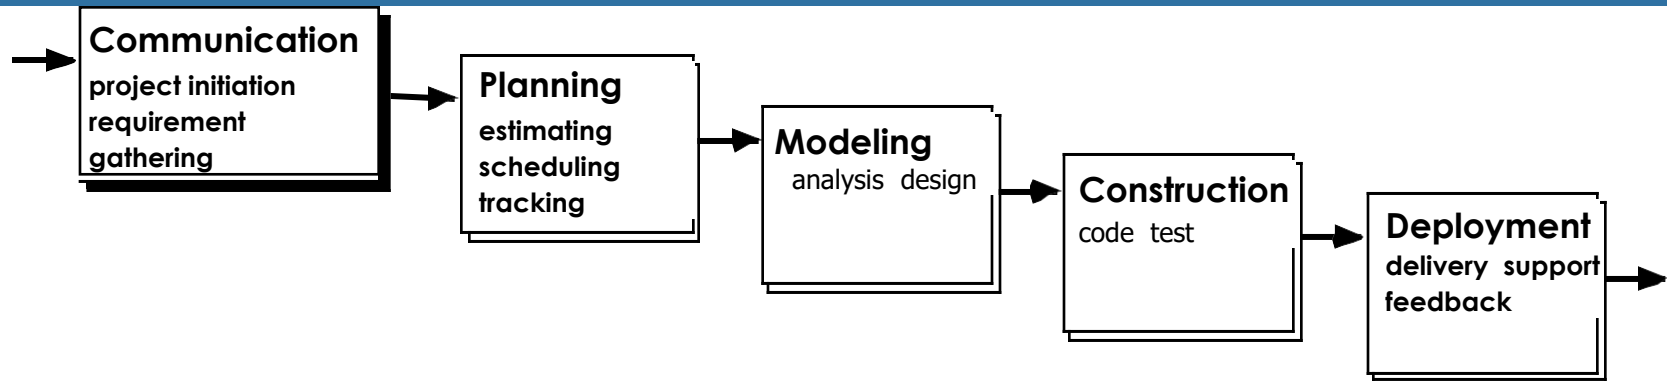 Communication
project initiation
requirement
gathering
Planning
estimating
scheduling
tracking
Modeling
analysis design
Construction
code test
Deployment
delivery support
feedback